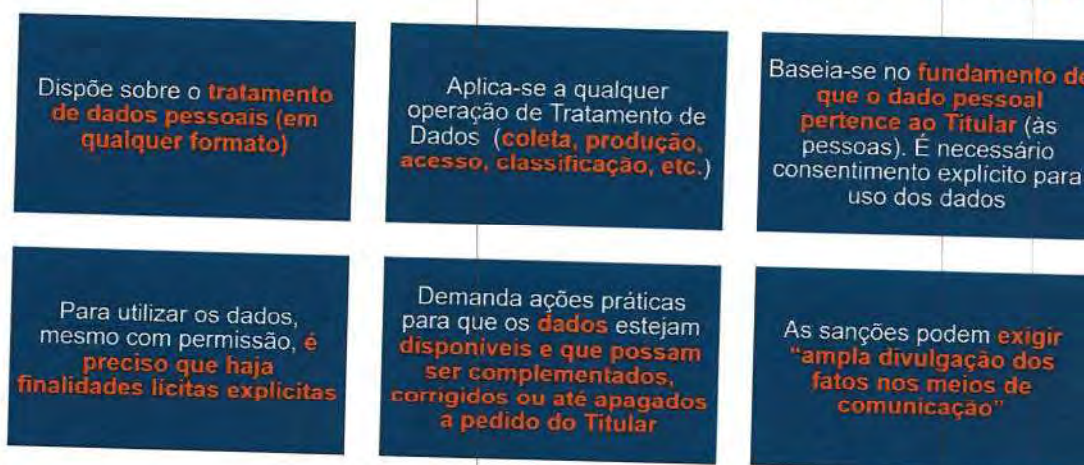 Dispõe sobre o tratamento
de dados pessoais (em
qualquer formato)
Aplica-se a qualquer
operação de Tratamento de
Dados (coleta, produção,
acesso, classificação, etc.)
Baseia-se no fundamento de
que o dado pessoal
pertence ao Titular (às
pessoas). É necessário
consentimento explícito para
uso dos dados
Para utilizar os dados,
mesmo com permissão, é
preciso que haja
finalidades lícitas explícitas
Demanda ações práticas
para que os dados estejam
disponíveis e que possam
ser complementados,
corrigidos ou até apagados
a pedido do Titular
As sanções podem exigir
“ampla divulgação dos
fatos nos meios de
comunicação”